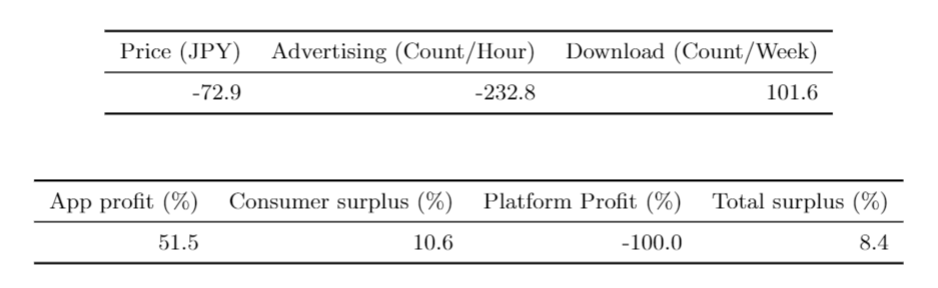 Price (JPY) Advertising (Count/Hour) Download (Count/Week)
-72.9 -232.8 101.6
App profit (%) Consumer surplus (%) Platform Profit (%) Total surplus (%)
51.5 10.6 -100.0 8.4